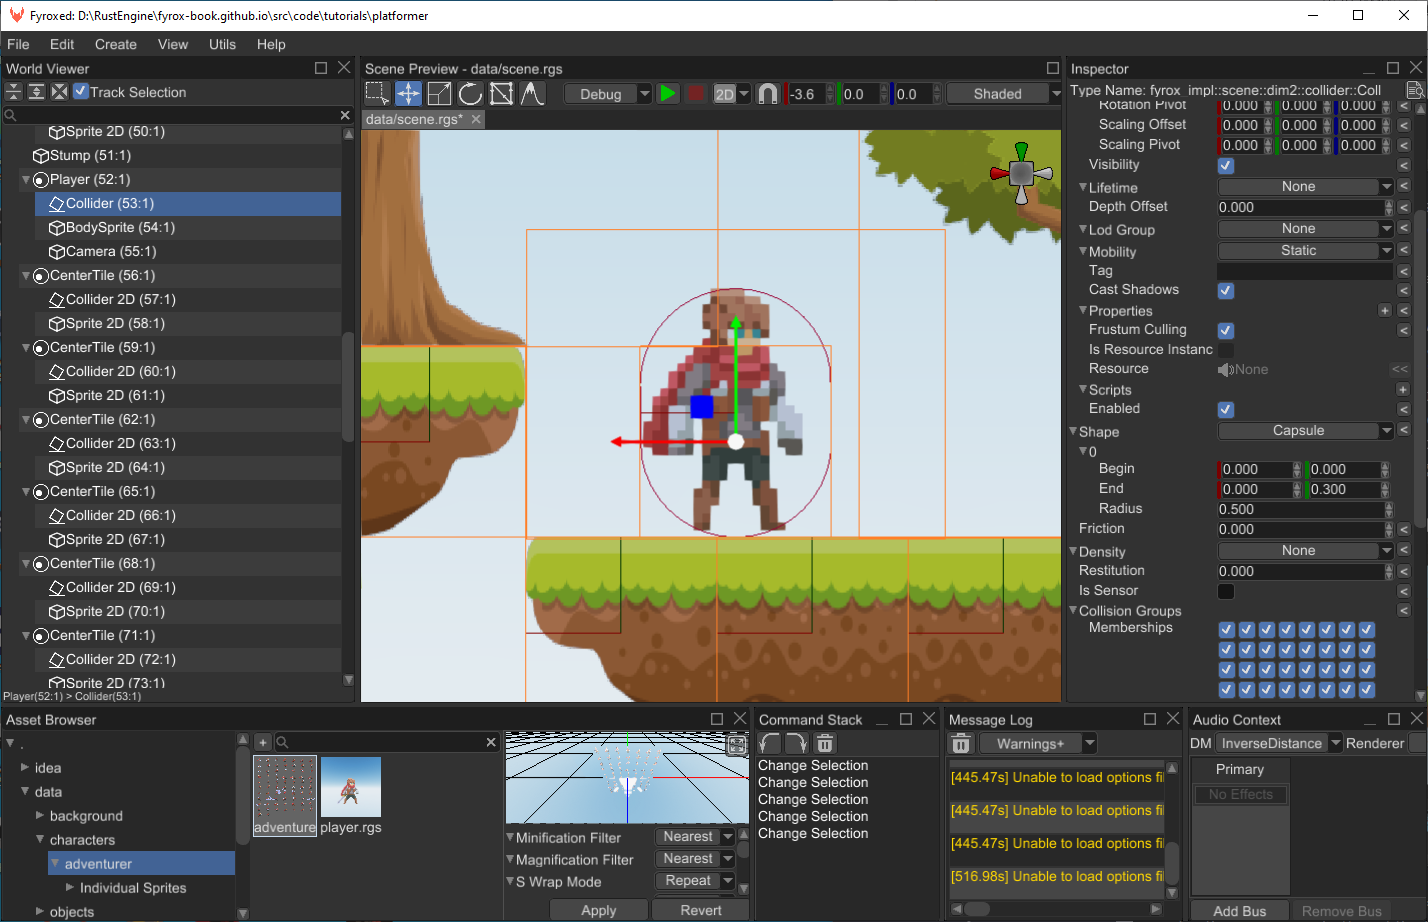 Fyroxed: D:\RustEngine\fyrox-book.github.io\src\code\tutorials\platformer
File Edit Create View Utils Help
World Viewer
Track Selection
Sprite 2D (50:1)
Stump (51:1)
Player (52:1)
Collider (53:1)
BodySprite (54:1)
Camera (55:1)
CenterTile (56:1)
Collider 2D (57:1)
Sprite 2D (58:1)
CenterTile (59:1)
Collider 2D (60:1)
Sprite 2D (61:1)
CenterTile (62:1)
Collider 2D (63:1)
Sprite 2D (64:1)
CenterTile (65:1)
Collider 2D (66:1)
Sprite 2D (67:1)
CenterTile (68:1)
Collider 2D (69:1)
Sprite 2D (70:1)
CenterTile (71:1)
Collider 2D (72:1)
Sprite 2D (73:1)
Player(52:1) > Collider(53:1)
Scene Preview - data/scene.rgs
Debug 2D -3.6 0.0 0.0 Shaded
data/scene.rgs*
Inspector
Type Name: fyrox_impl::scene::dim2::collider::Coll
Rotation Pivot 0.000 0.000 0.000 <
Scaling Offset 0.000 0.000 0.000 <
Scaling Pivot 0.000 0.000 0.000 <
Visibility <
Lifetime None <
Depth Offset 0.000 <
Lod Group None <
Mobility Static <
Tag <
Cast Shadows <
Properties + <
Frustum Culling <
Is Resource Instanc
Resource None <<
Scripts +
Enabled <
Shape Capsule <
0
Begin 0.000 0.000
End 0.000 0.300
Radius 0.500
Friction 0.000 <
Density None <
Restitution 0.000 <
Is Sensor <
Collision Groups <
Memberships
Asset Browser
.
idea
data
background
characters
adventurer
Individual Sprites
objects
+
adventure
player.rgs
Minification Filter Nearest
Magnification Filter Nearest
S Wrap Mode Repeat
Apply Revert
Command Stack
Change Selection
Change Selection
Change Selection
Change Selection
Change Selection
Message Log
Warnings+
[445.47s] Unable to load options fi
[445.47s] Unable to load options fi
[445.47s] Unable to load options fi
[516.98s] Unable to load options fi
Audio Context
DM InverseDistance Renderer
Primary
No Effects
Add Bus Remove Bus